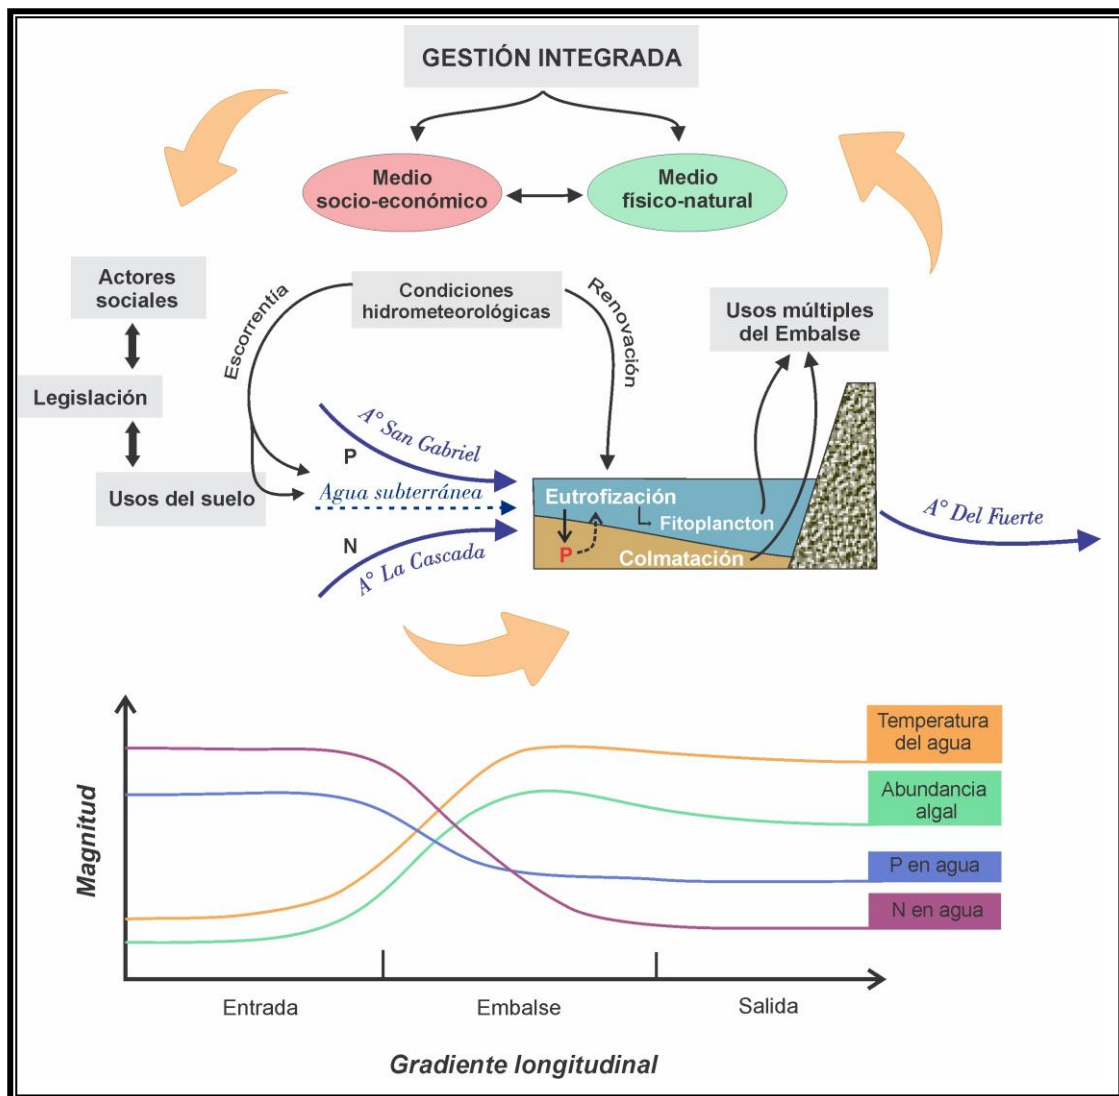 GESTIÓN INTEGRADA
Medio
socio-económico
Medio
físico-natural
Actores
sociales
Legislación
Usos del suelo
Escorrentía
Condiciones
hidrometeorológicas
Renovación
Usos múltiples
del Embalse
A° San Gabriel
P
Agua subterránea
N
A° La Cascada
Eutrofización
Fitoplancton
P
Colmatación
A° Del Fuerte
Magnitud
Temperatura
del agua
Abundancia
algal
P en agua
N en agua
Entrada
Embalse
Salida
Gradiente longitudinal